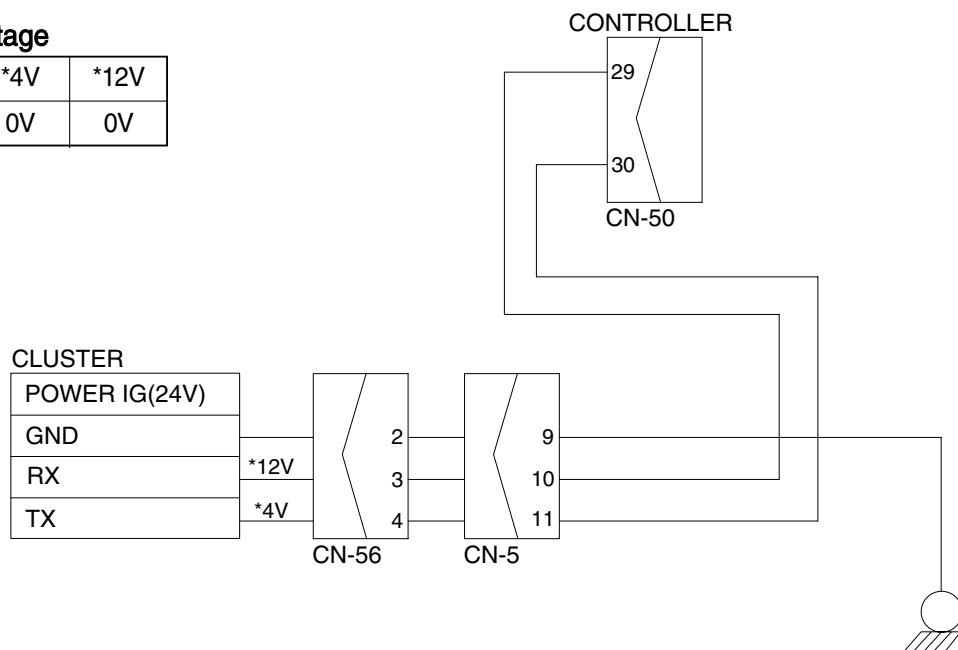 CONTROLLER
*4V *12V
0V 0V
29
30
CN-50
CLUSTER
POWER IG(24V)
GND
RX
TX
*12V
*4V
2
3
4
CN-56
9
10
11
CN-5